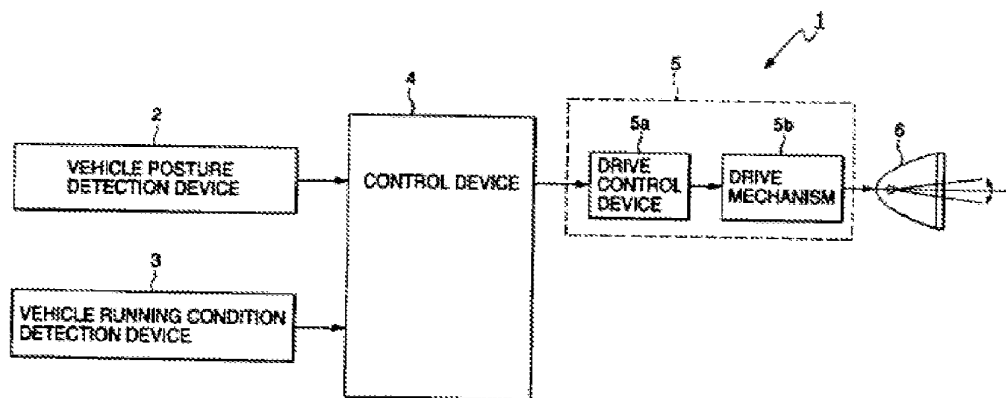 1
5
4
2
5a
5b
6
VEHICLE POSTURE
DETECTION DEVICE
CONTROL DEVICE
DRIVE
CONTROL
DEVICE
DRIVE
MECHANISM
3
VEHICLE RUNNING CONDITION
DETECTION DEVICE